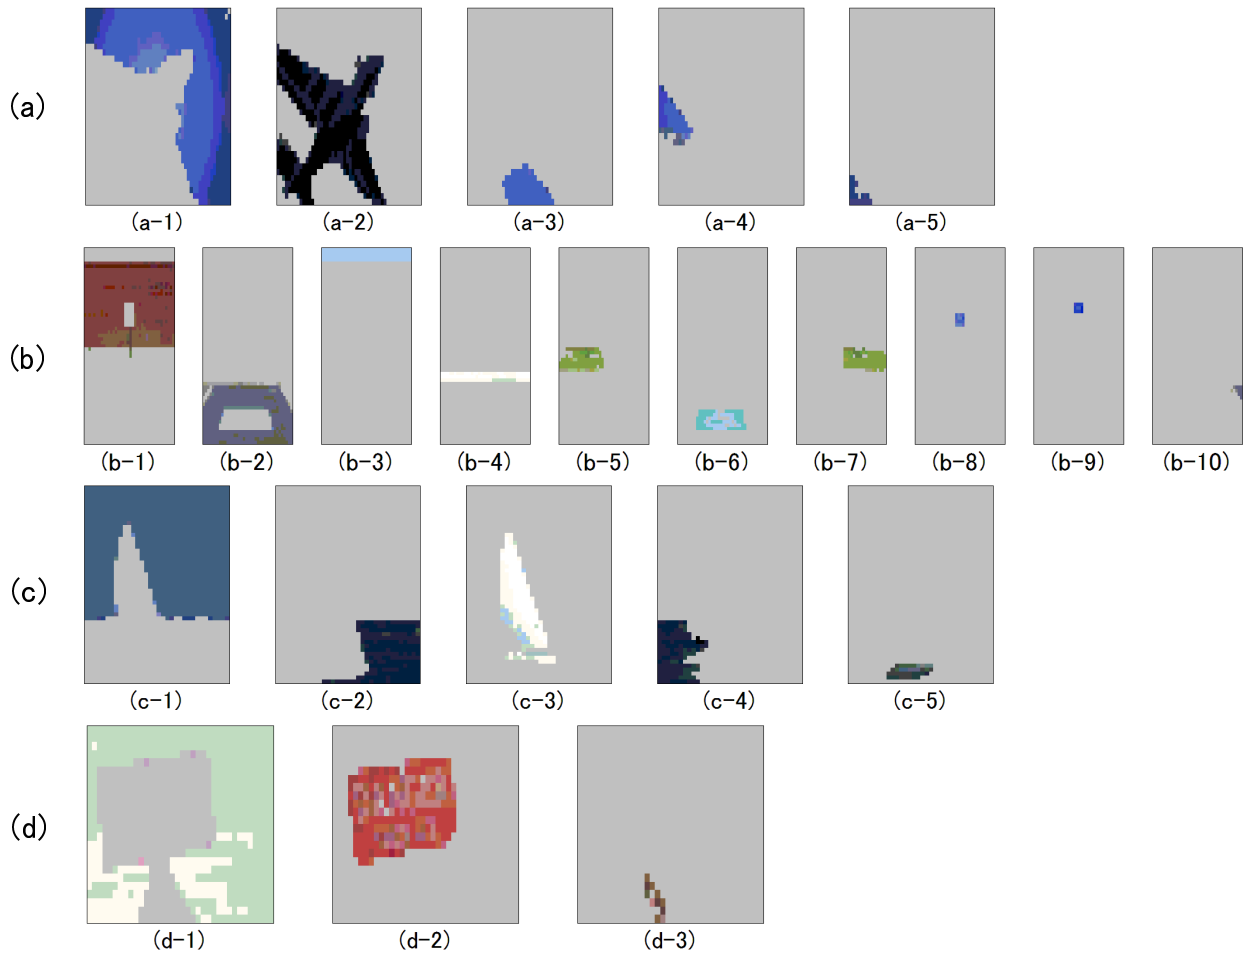 (a)
(a-1) (a-2) (a-3) (a-4) (a-5)
(b)
(b-1) (b-2) (b-3) (b-4) (b-5) (b-6) (b-7) (b-8) (b-9) (b-10)
(c)
(c-1) (c-2) (c-3) (c-4) (c-5)
(d)
(d-1) (d-2) (d-3)